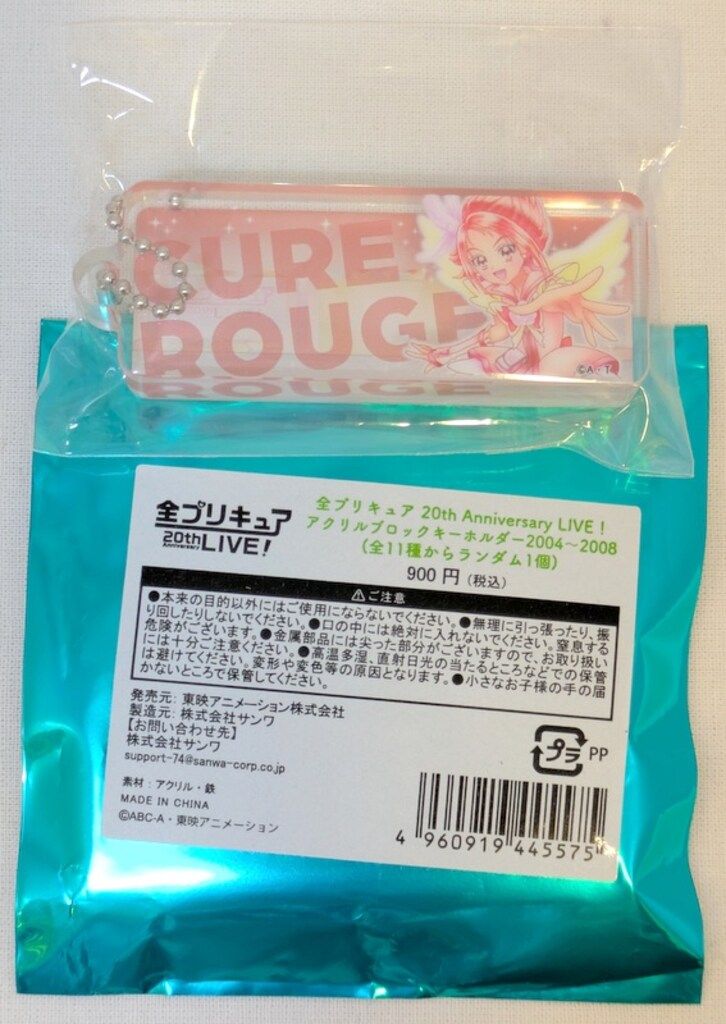 CURE
ROUGE
©A・T
全プリキュア
20th Anniversary LIVE!
全プリキュア 20th Anniversary LIVE！
アクリルブロックキーホルダー2004～2008
(全11種からランダム1個)
900 円 (税込)
⚠ご注意
●本来の目的以外にはご使用にならないでください。●無理に引っ張ったり、振
り回したりしないでください。●口の中には絶対に入れないでください。窒息する
危険がございます。●金属部品には尖った部分がございますので、お取り扱い
には十分ご注意ください。●高温多湿、直射日光の当たるところなどでの保管
は避けてください。変形や変色等の原因となります。●小さなお子様の手の届
かないところで保管してください。
発売元: 東映アニメーション株式会社
製造元: 株式会社サンワ
【お問い合わせ先】
株式会社サンワ
support-74@sanwa-corp.co.jp
プラ PP
素材：アクリル・鉄
MADE IN CHINA
©ABC-A・東映アニメーション
4 960919 445575